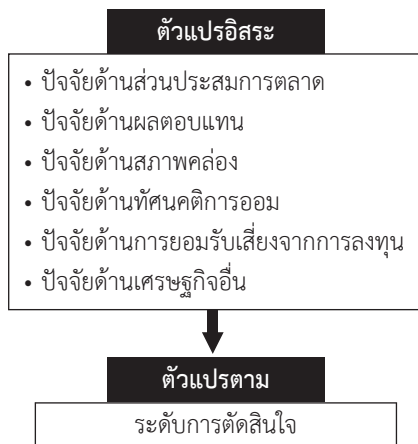 ตัวแปรอิสระ
• ปัจจัยด้านส่วนประสมการตลาด
• ปัจจัยด้านผลตอบแทน
• ปัจจัยด้านสภาพคล่อง
• ปัจจัยด้านทัศนคติการออม
• ปัจจัยด้านการยอมรับเสี่ยงจากการลงทุน
• ปัจจัยด้านเศรษฐกิจอื่น
ตัวแปรตาม
ระดับการตัดสินใจ